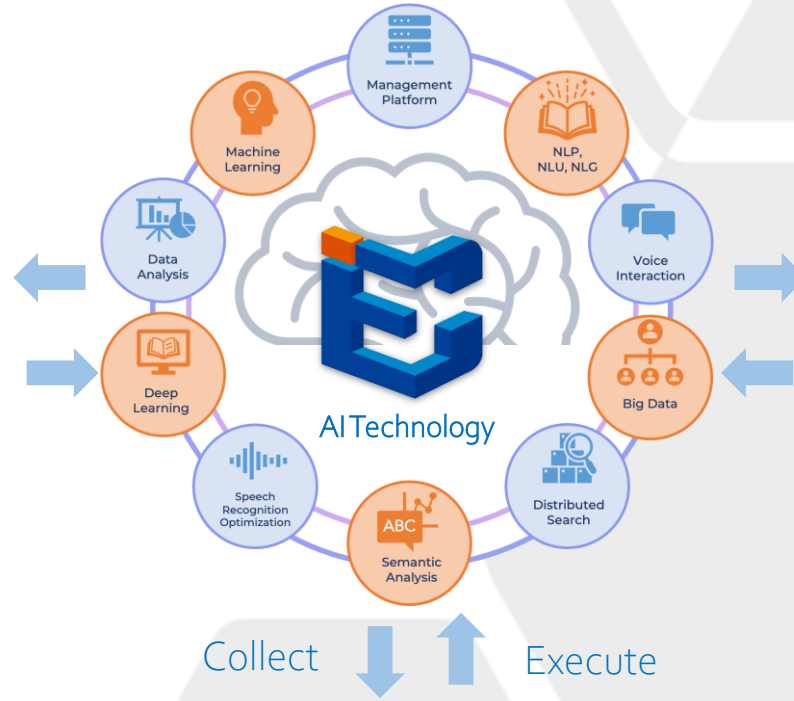 Management
Platform
Machine
Learning
NLP,
NLU, NLG
Data
Analysis
Voice
Interaction
Deep
Learning
Big Data
AI Technology
Speech
Recognition
Optimization
Distributed
Search
ABC
Semantic
Analysis
Collect
Execute